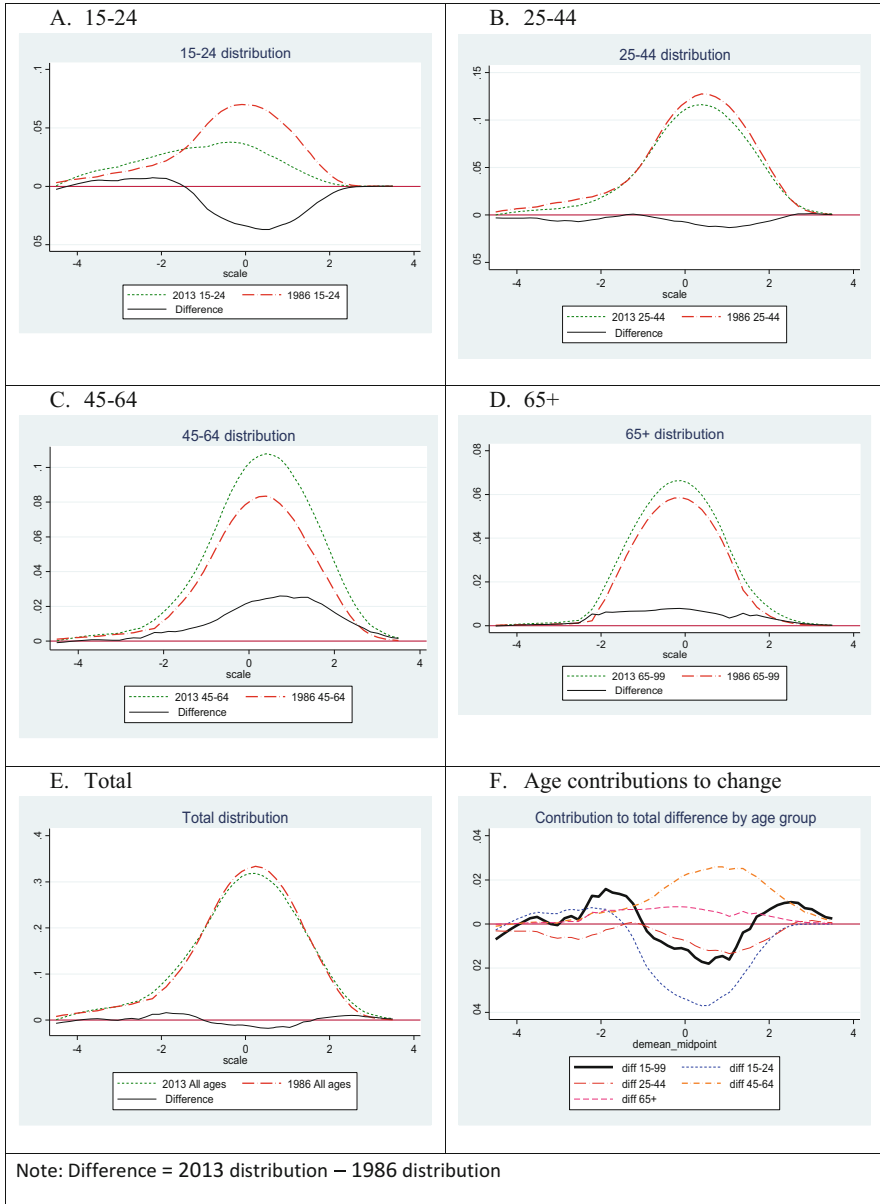 A. 15-24
15-24 distribution
.1
.05
0
05
-4
-2
0
2
4
scale
2013 15-24
1986 15-24
Difference
B. 25-44
25-44 distribution
.15
.1
.05
0
05
-4
-2
0
2
4
scale
2013 25-44
1986 25-44
Difference
C. 45-64
45-64 distribution
.1
.08
.06
.04
.02
0
-4
-2
0
2
4
scale
2013 45-64
1986 45-64
Difference
D. 65+
65+ distribution
.08
.06
.04
.02
0
-4
-2
0
2
4
scale
2013 65-99
1986 65-99
Difference
E. Total
Total distribution
.4
.3
.2
.1
0
-4
-2
0
2
4
scale
2013 All ages
1986 All ages
Difference
F. Age contributions to change
Contribution to total difference by age group
.04
.02
0
02
04
-4
-2
0
2
4
demean_midpoint
diff 15-99
diff 15-24
diff 25-44
diff 45-64
diff 65+
Note: Difference = 2013 distribution – 1986 distribution